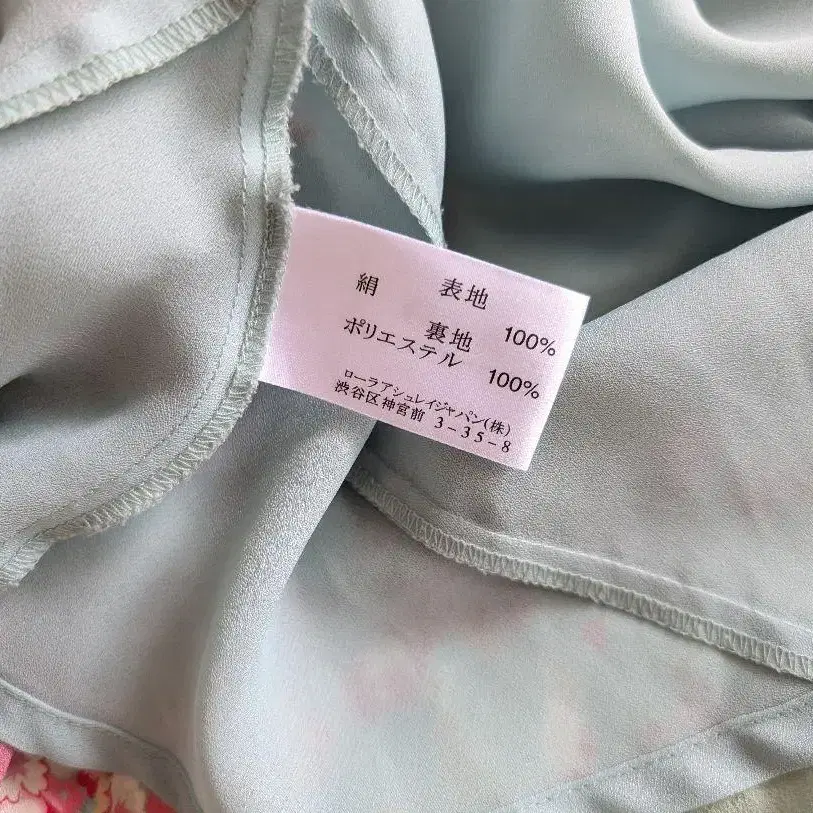 表地
絹 100%
裏地
ポリエステル 100%
ローラアシュレイジャパン(株)
渋谷区神宮前 3-35-8